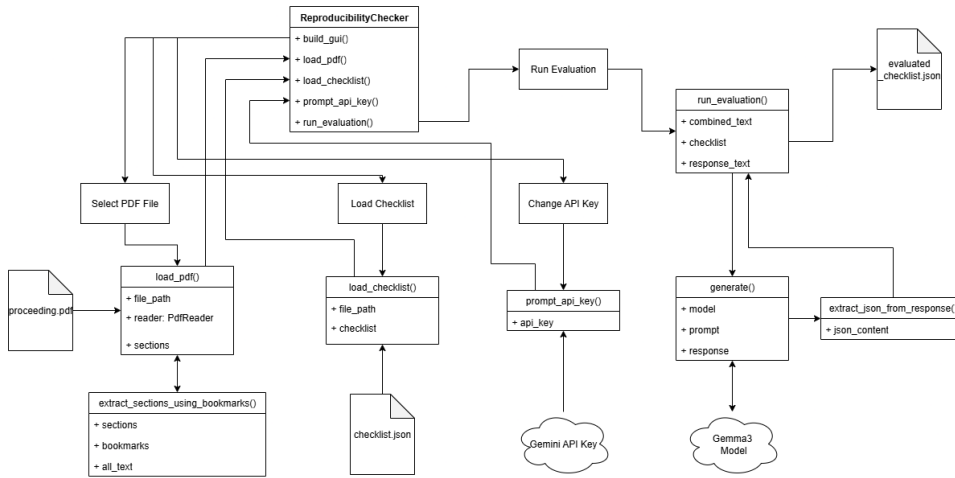 ReproducibilityChecker
+ build_gui()
+ load_pdf()
+ load_checklist()
+ prompt_api_key()
+ run_evaluation()
Run Evaluation
run_evaluation()
+ combined_text
+ checklist
+ response_text
evaluated
_checklist.json
Select PDF File
Load Checklist
Change API Key
proceeding.pdf
load_pdf()
+ file_path
+ reader: PdfReader
+ sections
load_checklist()
+ file_path
+ checklist
prompt_api_key()
+ api_key
generate()
+ model
+ prompt
+ response
extract_json_from_response()
+ json_content
extract_sections_using_bookmarks()
+ sections
+ bookmarks
+ all_text
checklist.json
Gemini API Key
Gemma3
Model